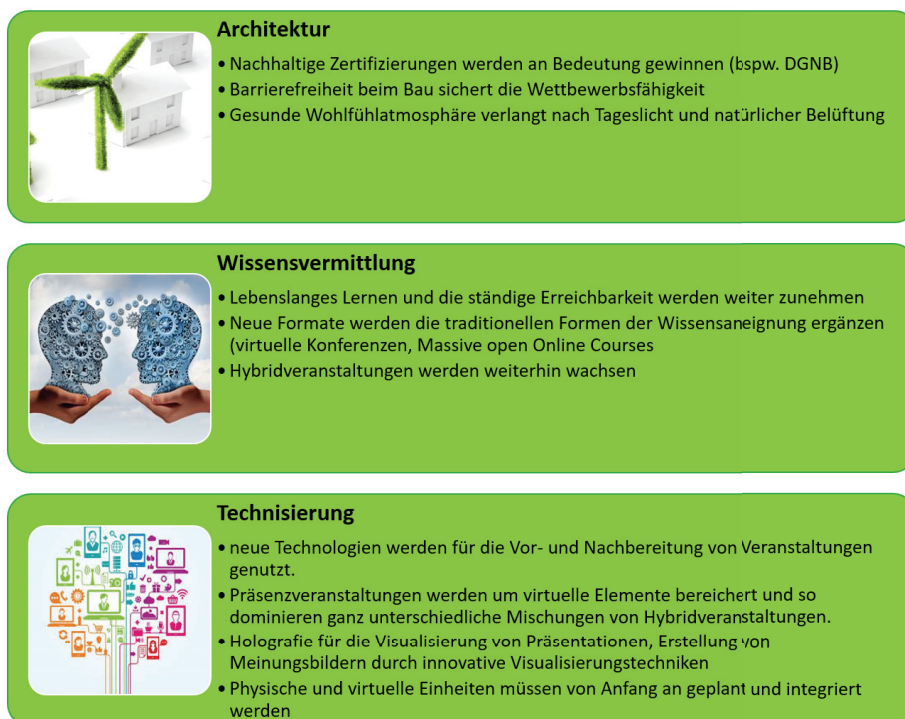 Architektur
• Nachhaltige Zertifizierungen werden an Bedeutung gewinnen (bspw. DGNB)
• Barrierefreiheit beim Bau sichert die Wettbewerbsfähigkeit
• Gesunde Wohlfühlatmosphäre verlangt nach Tageslicht und natürlicher Belüftung
Wissensvermittlung
• Lebenslanges Lernen und die ständige Erreichbarkeit werden weiter zunehmen
• Neue Formate werden die traditionellen Formen der Wissensaneignung ergänzen
(virtuelle Konferenzen, Massive open Online Courses
• Hybridveranstaltungen werden weiterhin wachsen
Technisierung
• neue Technologien werden für die Vor- und Nachbereitung von Veranstaltungen
genutzt.
• Präsenzveranstaltungen werden um virtuelle Elemente bereichert und so
dominieren ganz unterschiedliche Mischungen von Hybridveranstaltungen.
• Holografie für die Visualisierung von Präsentationen, Erstellung von
Meinungsbildern durch innovative Visualisierungstechniken
• Physische und virtuelle Einheiten müssen von Anfang an geplant und integriert
werden